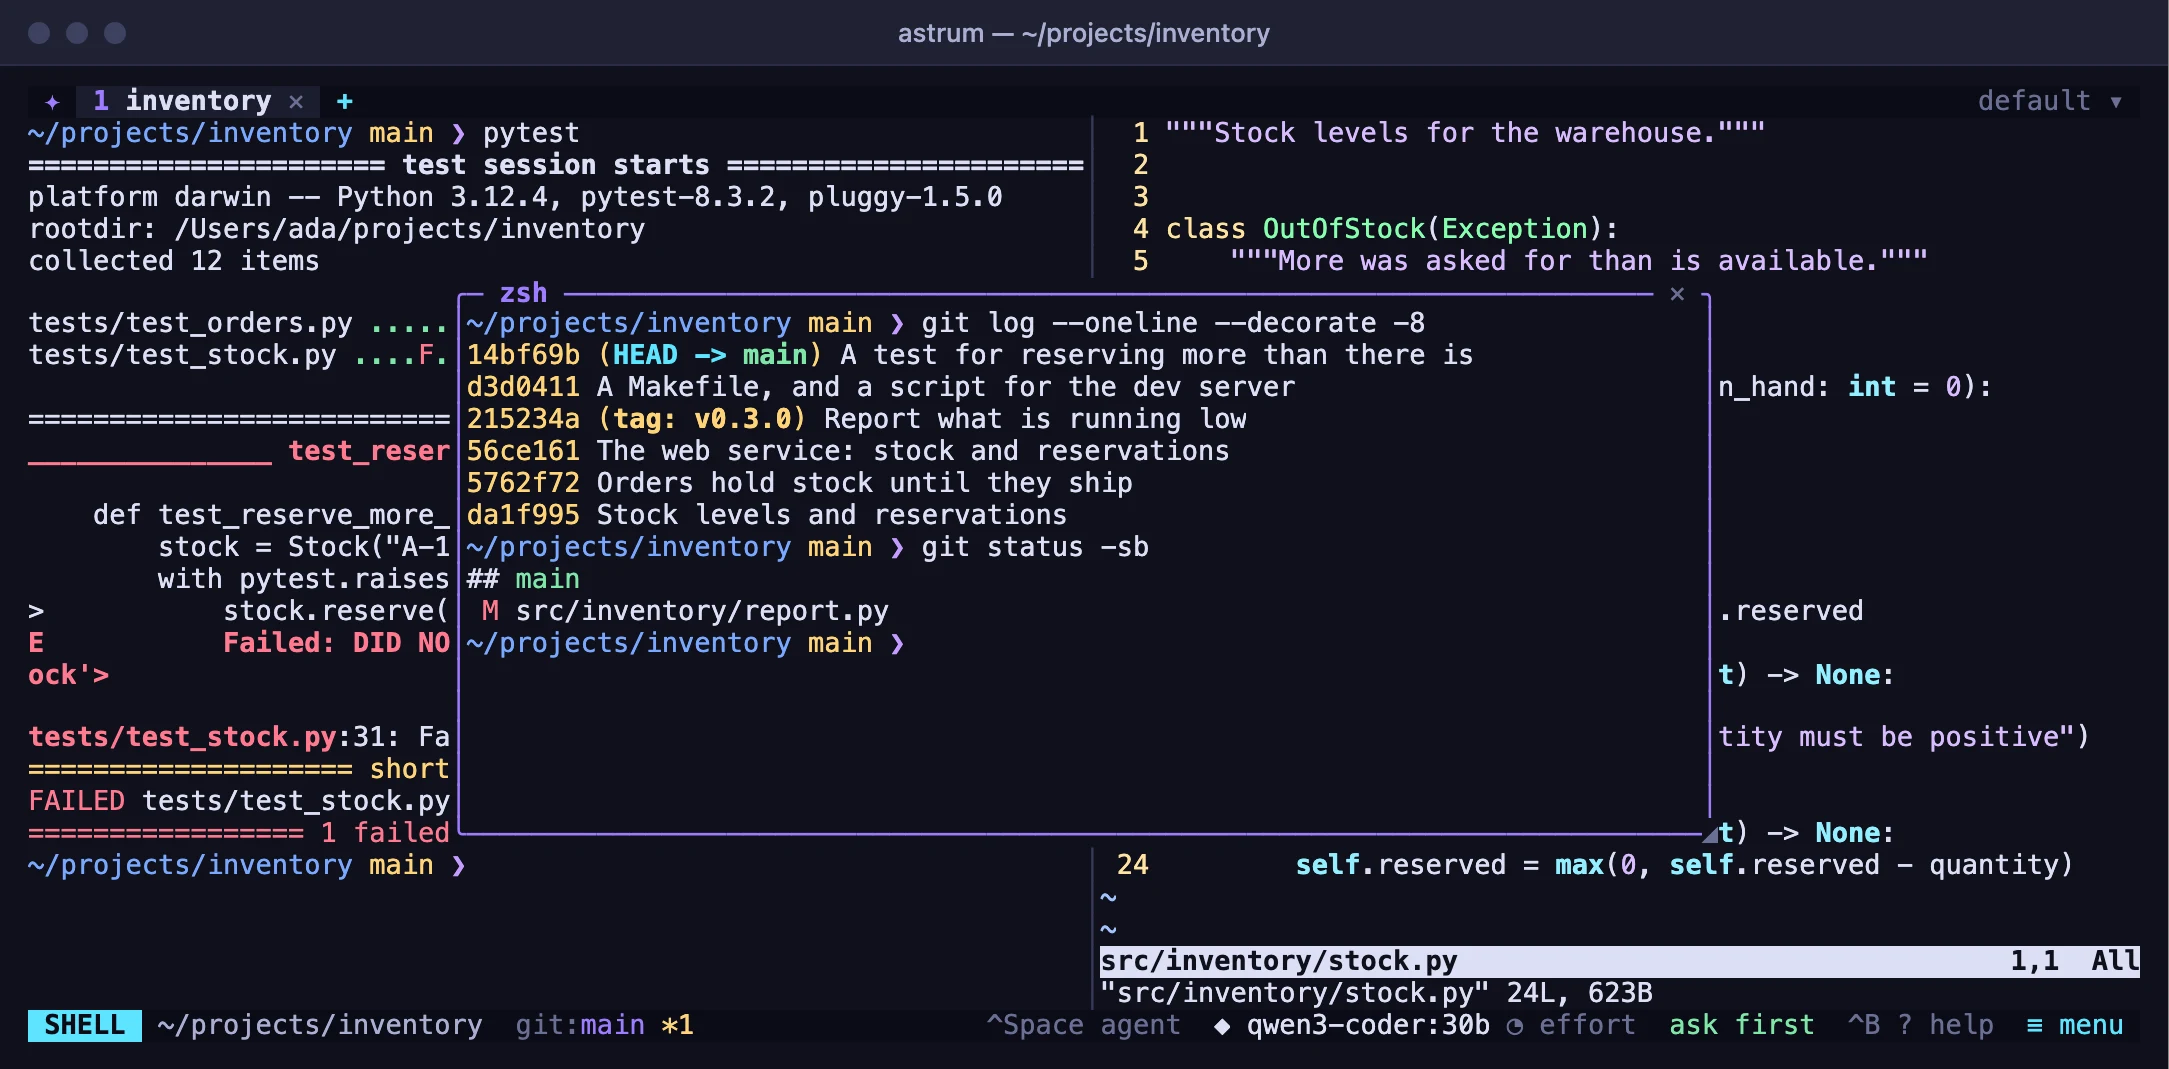 astrum — ~/projects/inventory
✦ 1 inventory × + default ▾
~/projects/inventory main ❯ pytest
====================== test session starts ======================
platform darwin -- Python 3.12.4, pytest-8.3.2, pluggy-1.5.0
rootdir: /Users/ada/projects/inventory
collected 12 items
tests/test_orders.py .....
tests/test_stock.py ....F.
==========================
_______________ test_reser
def test_reserve_more_
stock = Stock("A-1
with pytest.raises
> stock.reserve(
E Failed: DID NO
ock'>
tests/test_stock.py:31: Fa
==================== short
FAILED tests/test_stock.py
================= 1 failed
~/projects/inventory main ❯
1 """Stock levels for the warehouse."""
2
3
4 class OutOfStock(Exception):
5     """More was asked for than is available."""
n_hand: int = 0):
.reserved
t) -> None:
tity must be positive")
t) -> None:
24         self.reserved = max(0, self.reserved - quantity)
~
~
src/inventory/stock.py 1,1 All
"src/inventory/stock.py" 24L, 623B
zsh ×
~/projects/inventory main ❯ git log --oneline --decorate -8
14bf69b (HEAD -> main) A test for reserving more than there is
d3d0411 A Makefile, and a script for the dev server
215234a (tag: v0.3.0) Report what is running low
56ce161 The web service: stock and reservations
5762f72 Orders hold stock until they ship
da1f995 Stock levels and reservations
~/projects/inventory main ❯ git status -sb
## main
 M src/inventory/report.py
~/projects/inventory main ❯
SHELL ~/projects/inventory git:main *1 ^Space agent ◆ qwen3-coder:30b ◔ effort ask first ^B ? help ≡ menu